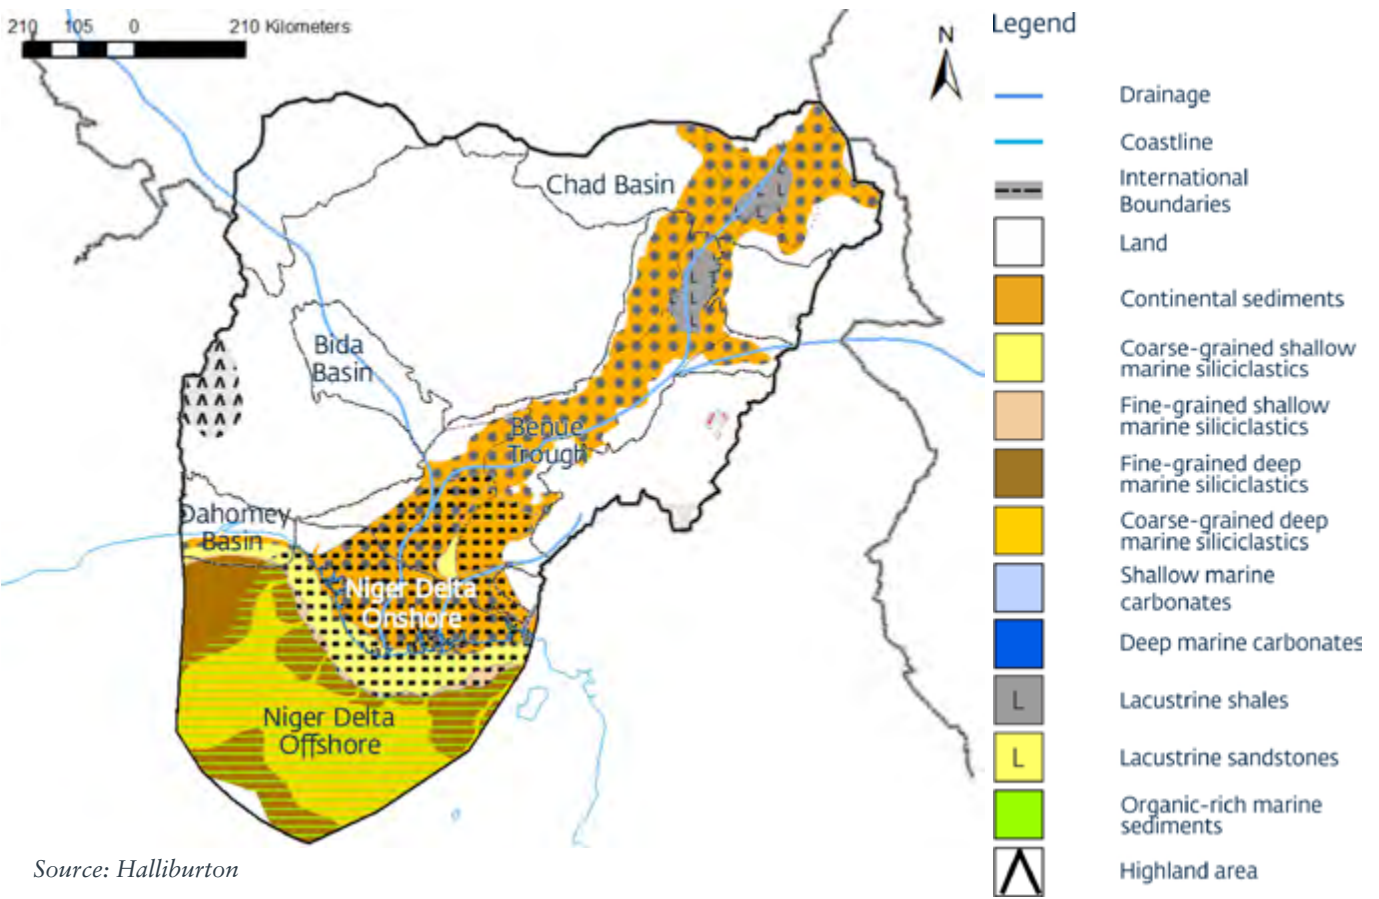 210 105 0 210 Kilometers
N
Legend
Drainage
Coastline
International
Boundaries
Land
Continental sediments
Coarse-grained shallow
marine siliciclastics
Fine-grained shallow
marine siliciclastics
Fine-grained deep
marine siliciclastics
Coarse-grained deep
marine siliciclastics
Shallow marine
carbonates
Deep marine carbonates
L
Lacustrine shales
L
Lacustrine sandstones
Organic-rich marine
sediments
Highland area
Chad Basin
L
L
L L
L
L
L
L L
L
Bida
Basin
Benue
Trough
Dahomey
Basin
Niger Delta
Onshore
Niger Delta
Offshore
Source: Halliburton